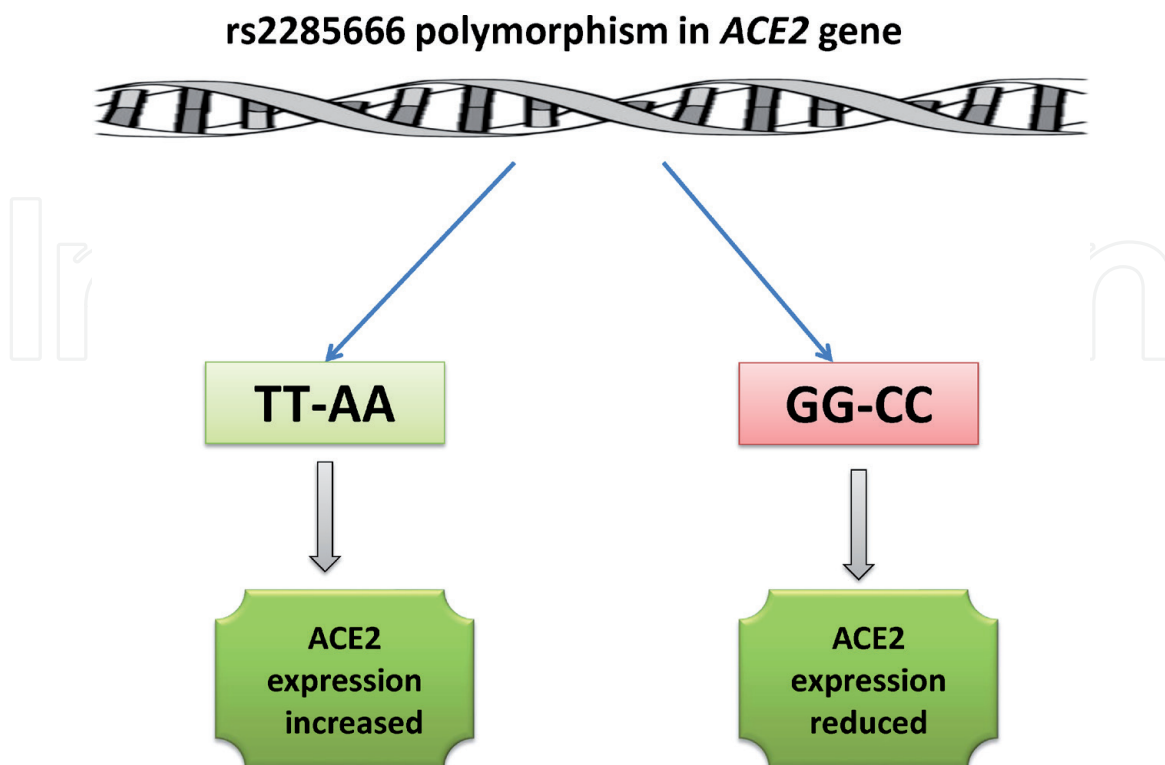 rs2285666 polymorphism in ACE2 gene
TT-AA
GG-CC
ACE2
expression
increased
ACE2
expression
reduced